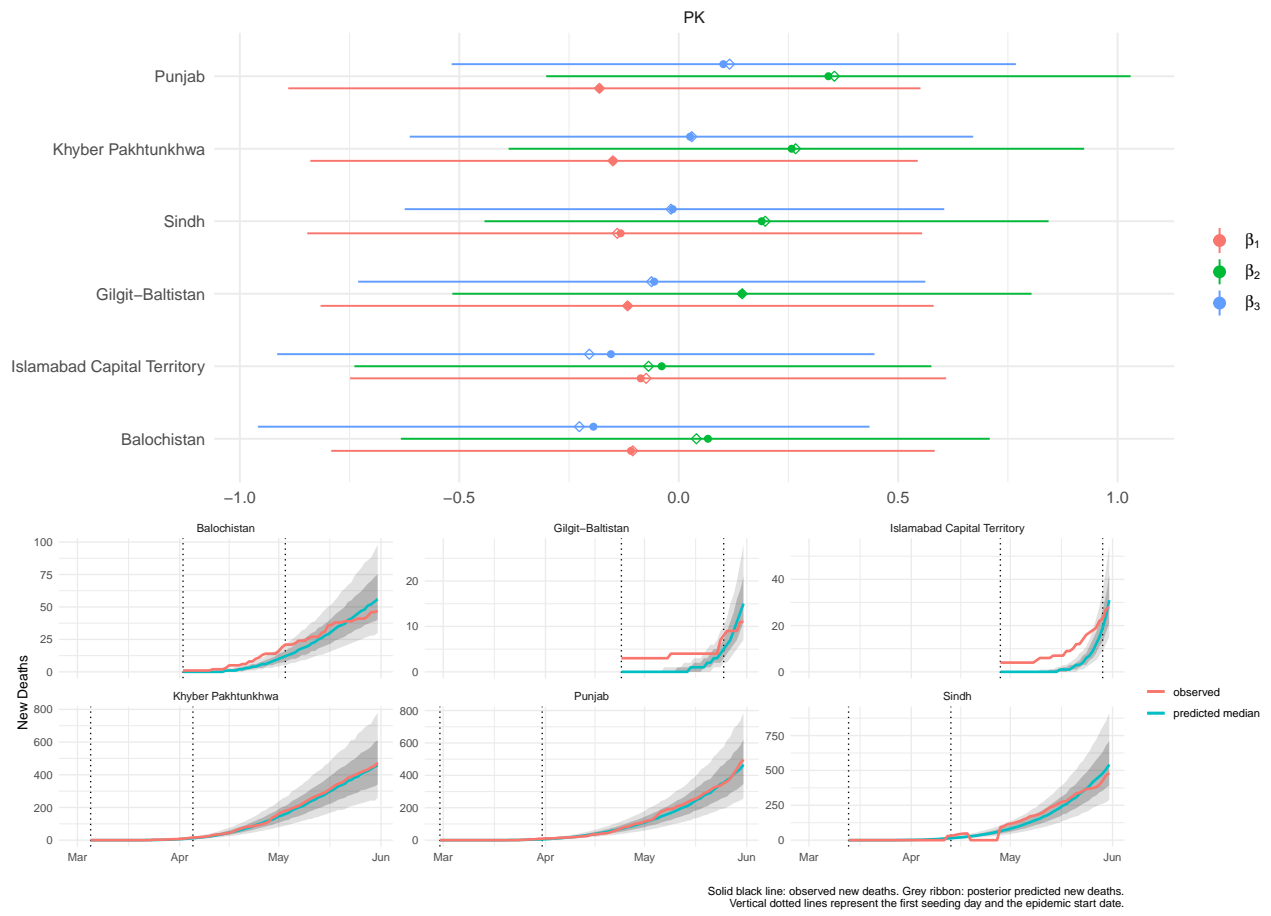 PK
Punjab
Khyber Pakhtunkhwa
Sindh
Gilgit−Baltistan
Islamabad Capital Territory
Balochistan
−1.0 −0.5 0.0 0.5 1.0
β1
β2
β3
New Deaths
Balochistan
100
75
50
25
0
Gilgit−Baltistan
20
10
0
Islamabad Capital Territory
40
20
0
Khyber Pakhtunkhwa
800
600
400
200
0
Mar Apr May Jun
Punjab
800
600
400
200
0
Mar Apr May Jun
Sindh
750
500
250
0
Mar Apr May Jun
observed
predicted median
Solid black line: observed new deaths. Grey ribbon: posterior predicted new deaths.
Vertical dotted lines represent the first seeding day and the epidemic start date.